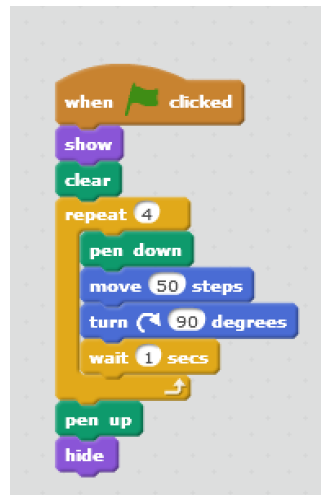 when clicked
show
clear
repeat 4
pen down
move 50 steps
turn 90 degrees
wait 1 secs
pen up
hide